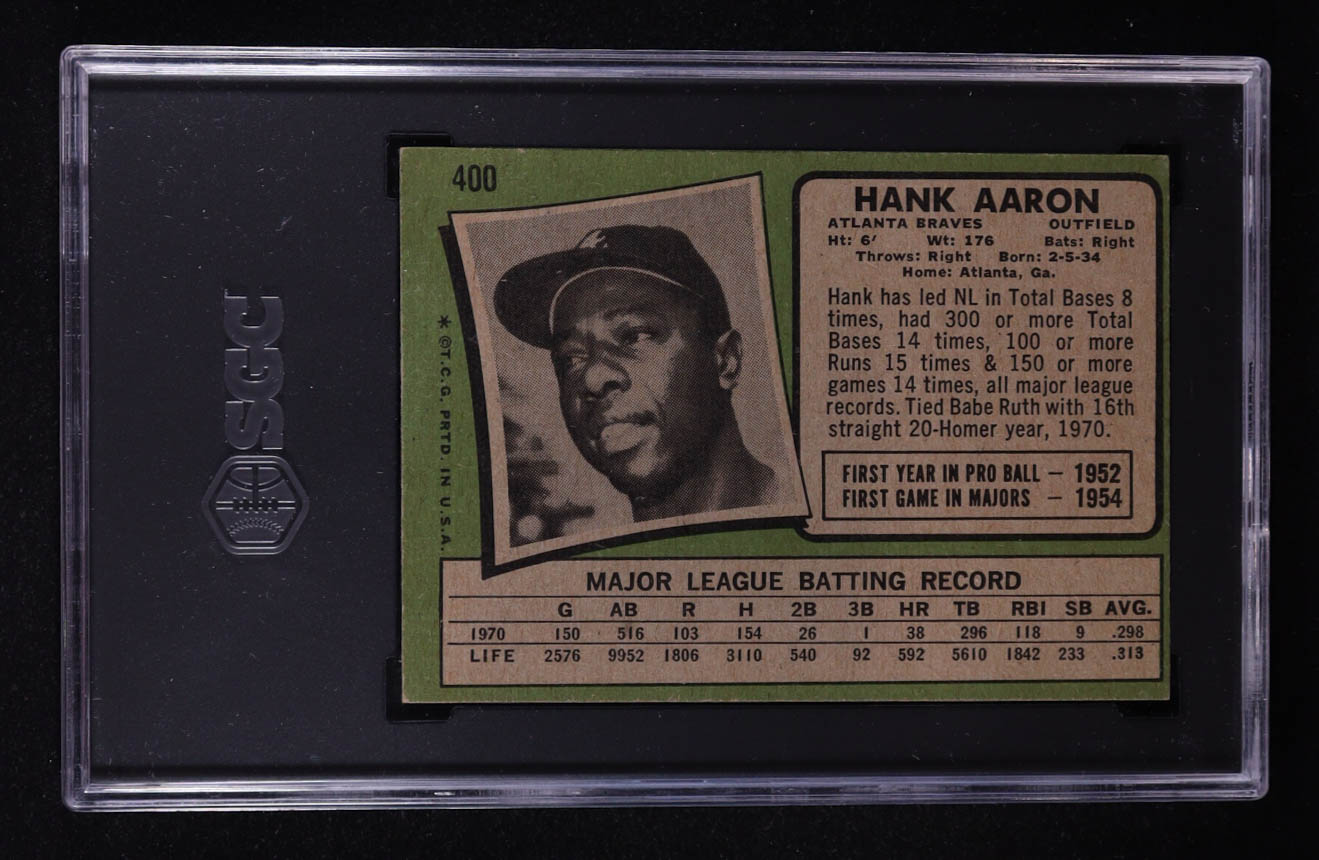 SGC
400
* ©T.C.G. PRTD. IN U.S.A.
HANK AARON
ATLANTA BRAVES OUTFIELD
Ht: 6′ Wt: 176 Bats: Right
Throws: Right Born: 2-5-34
Home: Atlanta, Ga.
Hank has led NL in Total Bases 8
times, had 300 or more Total
Bases 14 times, 100 or more
Runs 15 times & 150 or more
games 14 times, all major league
records. Tied Babe Ruth with 16th
straight 20-Homer year, 1970.
FIRST YEAR IN PRO BALL — 1952
FIRST GAME IN MAJORS — 1954
MAJOR LEAGUE BATTING RECORD
G AB R H 2B 3B HR TB RBI SB AVG.
1970 150 516 103 154 26 1 38 296 118 9 .298
LIFE 2576 9952 1806 3110 540 92 592 5610 1842 233 .313